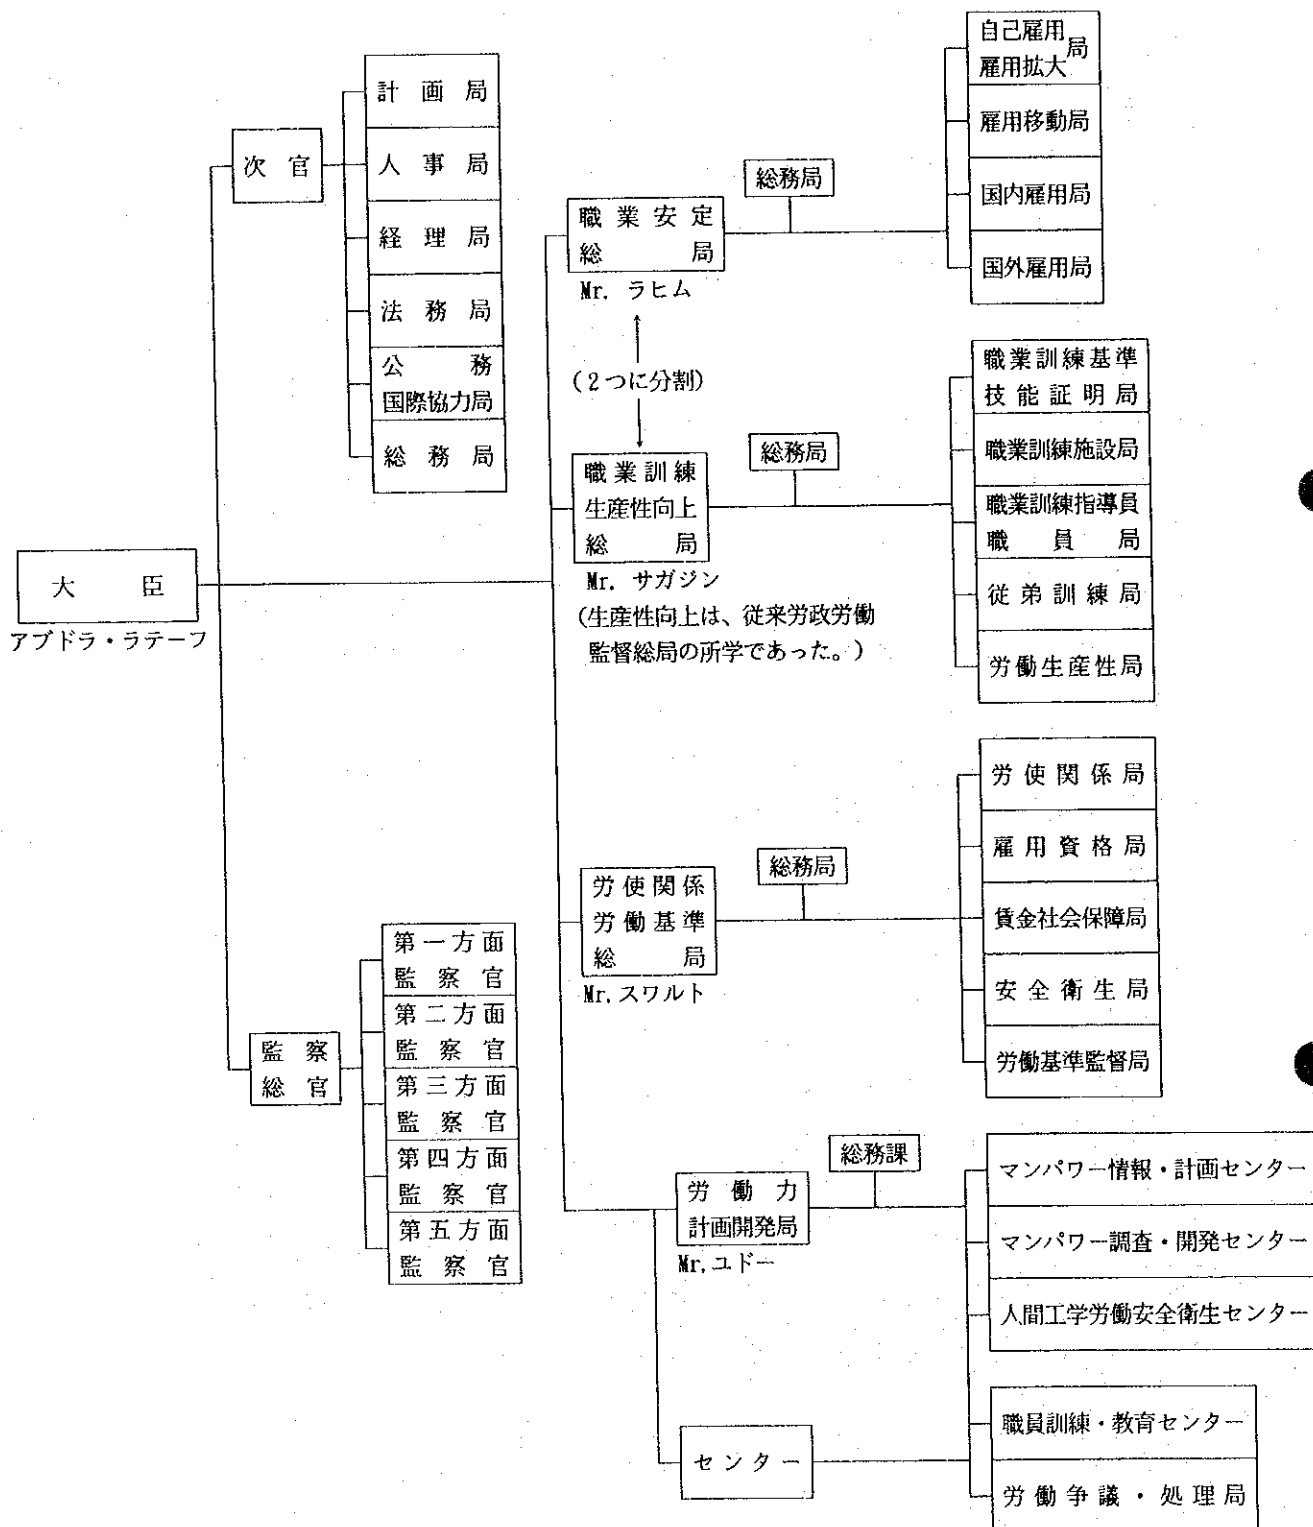 大臣
アブドラ・ラテーフ
次官
計画局
人事局
経理局
法務局
公務
国際協力局
総務局
監察
総官
第一方面
監察官
第二方面
監察官
第三方面
監察官
第四方面
監察官
第五方面
監察官
職業安定
総局
Mr. ラヒム
総務局
自己雇用
雇用拡大
局
雇用移動局
国内雇用局
国外雇用局
(2つに分割)
職業訓練
生産性向上
総局
Mr. サガジン
(生産性向上は、従来労政労働
監督総局の所学であった。)
総務局
職業訓練基準
技能証明局
職業訓練施設局
職業訓練指導員
職員局
従弟訓練局
労働生産性局
労使関係
労働基準
総局
Mr.スワルト
総務局
労使関係局
雇用資格局
賃金社会保障局
安全衛生局
労働基準監督局
労働力
計画開発局
Mr.ユドー
総務課
マンパワー情報・計画センター
マンパワー調査・開発センター
人間工学労働安全衛生センター
センター
職員訓練・教育センター
労働争議・処理局